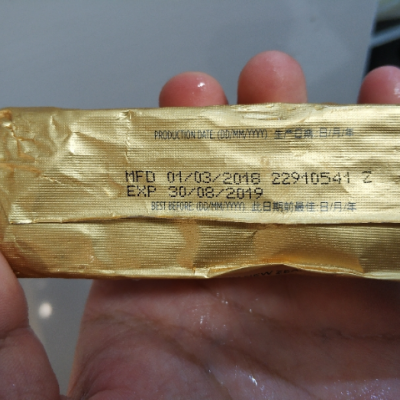 PRODUCTION DATE: (DD/MM/YYYY) 生产日期: 日/月/年
MFD 01/03/2018 22910541 Z
EXP 30/08/2019
BEST BEFORE: (DD/MM/YYYY) 此日期前最佳: 日/月/年